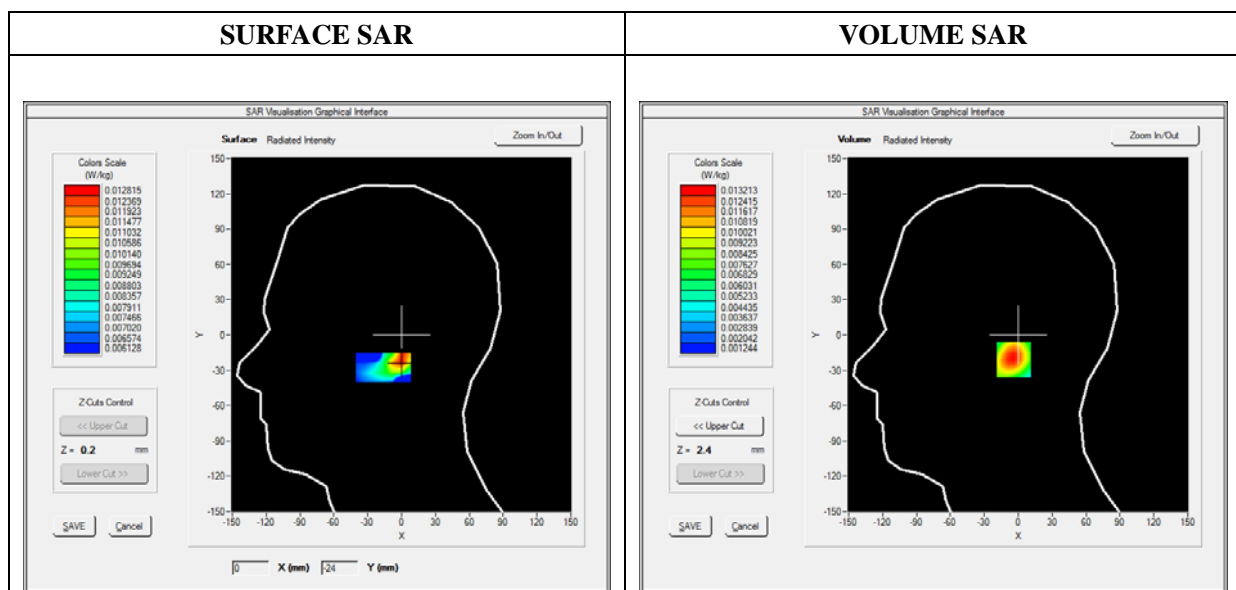 SURFACE SAR
VOLUME SAR
SAR Visualisation Graphical Interface
Surface Radiated Intensity
Zoom In/Out
Colors Scale
(W/kg)
0.012815
0.012369
0.011923
0.011477
0.011032
0.010586
0.010140
0.009694
0.009249
0.008803
0.008357
0.007911
0.007466
0.007020
0.006574
0.006128
150
120
90
60
30
0
-30
-60
-90
-120
-150
Y
-150 -120 -90 -60 -30 0 30 60 90 120 150
X
Z-Cuts Control
<< Upper Cut
Z = 0.2 mm
Lower Cut >>
SAVE Cancel
0 X (mm) -24 Y (mm)
SAR Visualisation Graphical Interface
Volume Radiated Intensity
Zoom In/Out
Colors Scale
(W/kg)
0.013213
0.012415
0.011617
0.010819
0.010021
0.009223
0.008425
0.007627
0.006829
0.006031
0.005233
0.004435
0.003637
0.002839
0.002042
0.001244
150
120
90
60
30
0
-30
-60
-90
-120
-150
Y
-150 -120 -90 -60 -30 0 30 60 90 120 150
X
Z-Cuts Control
<< Upper Cut
Z = 2.4 mm
Lower Cut >>
SAVE Cancel